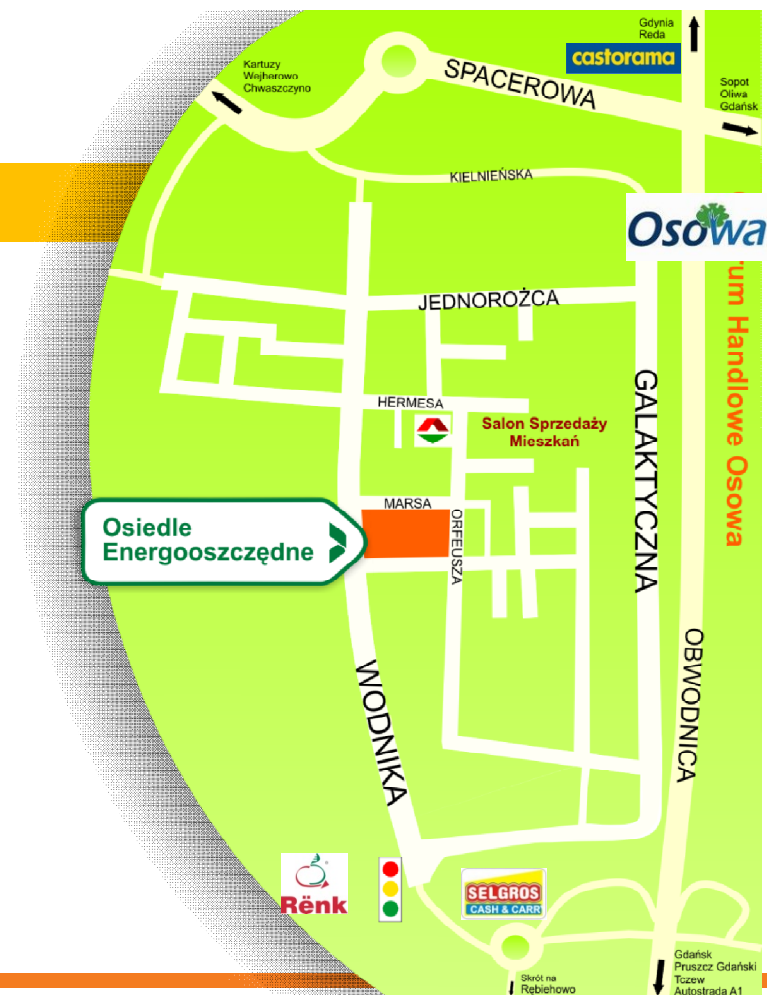 Gdynia
Reda
castorama
Kartuzy
Wejherowo
Chwaszczyno
SPACEROWA
Sopot
Oliwa
Gdańsk
KIELNIEŃSKA
Osowa
JEDNOROŻCA
rum Handlowe Osowa
GALAKTYCZNA
HERMESA
Salon Sprzedaży
Mieszkań
MARSA
ORFEUSZA
Osiedle
Energooszczędne
WODNIKA
OBWODNICA
Rënk
SELGROS
CASH & CARR
Skrót na
Rębiehowo
Gdańsk
Pruszcz Gdański
Tczew
Autostrada A1